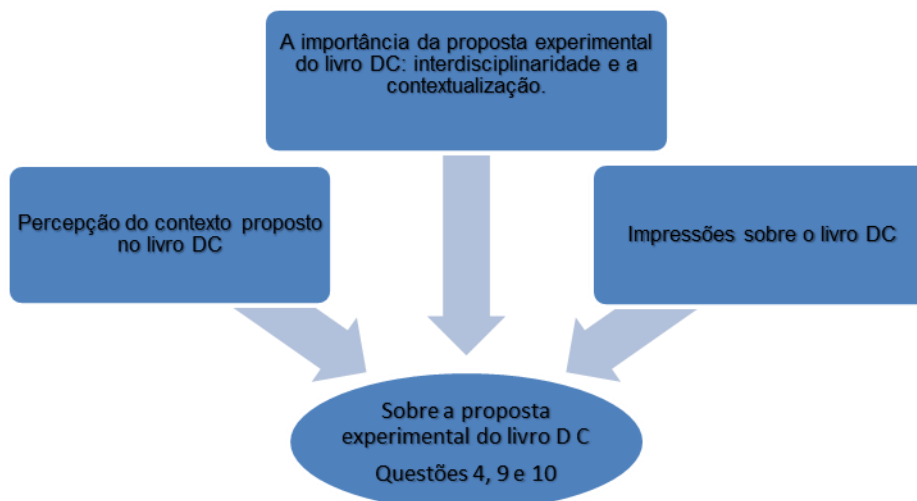 A importância da proposta experimental
do livro DC: interdisciplinaridade e a
contextualização.
Percepção do contexto proposto
no livro DC
Impressões sobre o livro DC
Sobre a proposta
experimental do livro D C
Questões 4, 9 e 10